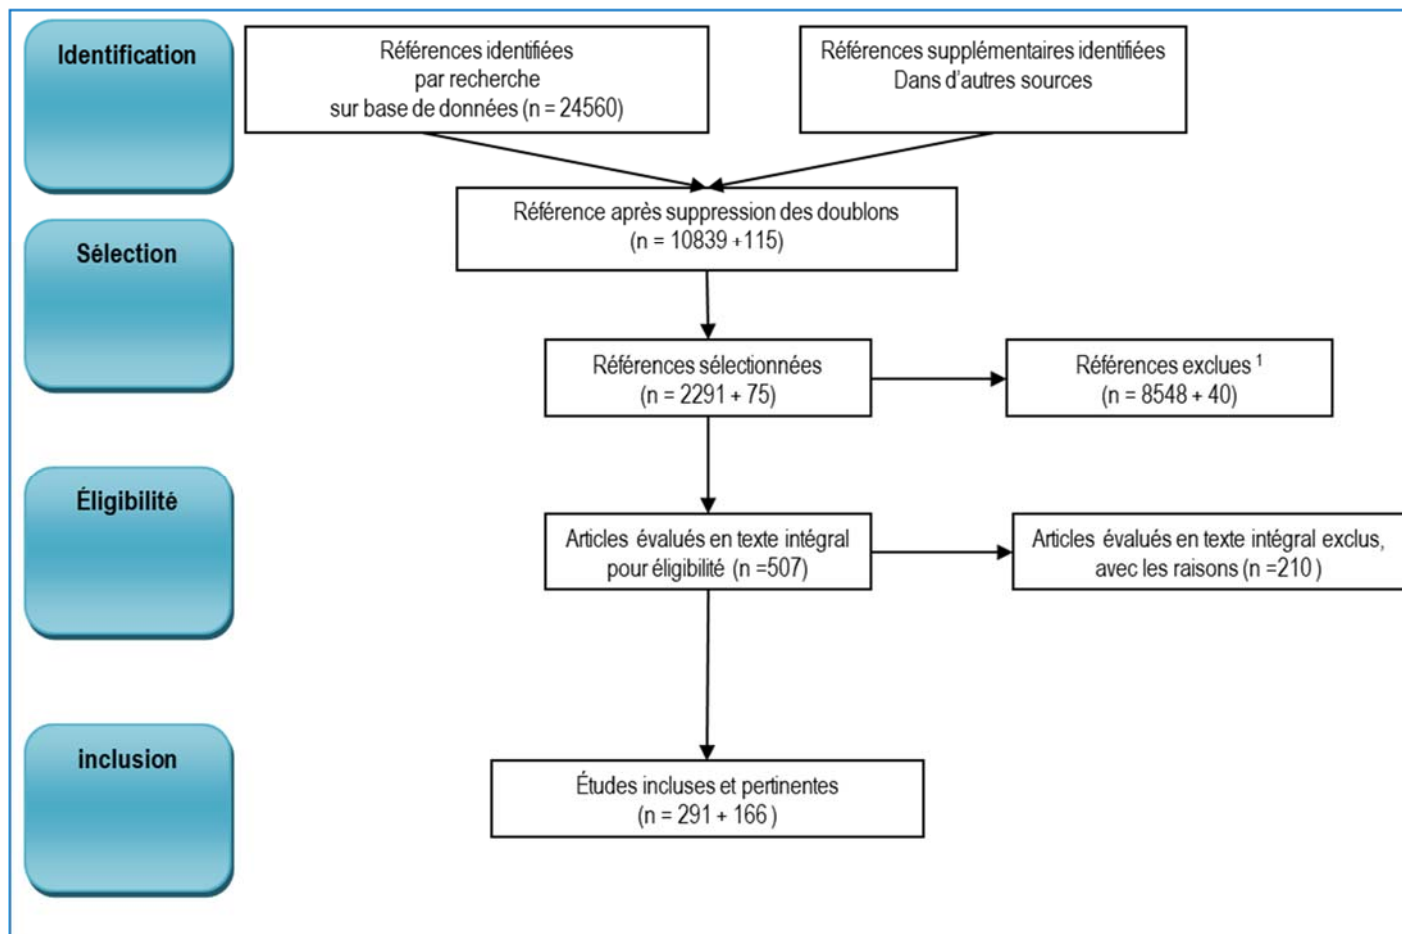 Identification
Références identifiées
par recherche
sur base de données (n = 24560)
Références supplémentaires identifiées
Dans d'autres sources
Référence après suppression des doublons
(n = 10839 +115)
Sélection
Références sélectionnées
(n = 2291 + 75)
Références exclues ¹
(n = 8548 + 40)
Éligibilité
Articles évalués en texte intégral
pour éligibilité (n =507)
Articles évalués en texte intégral exclus,
avec les raisons (n =210 )
inclusion
Études incluses et pertinentes
(n = 291 + 166 )